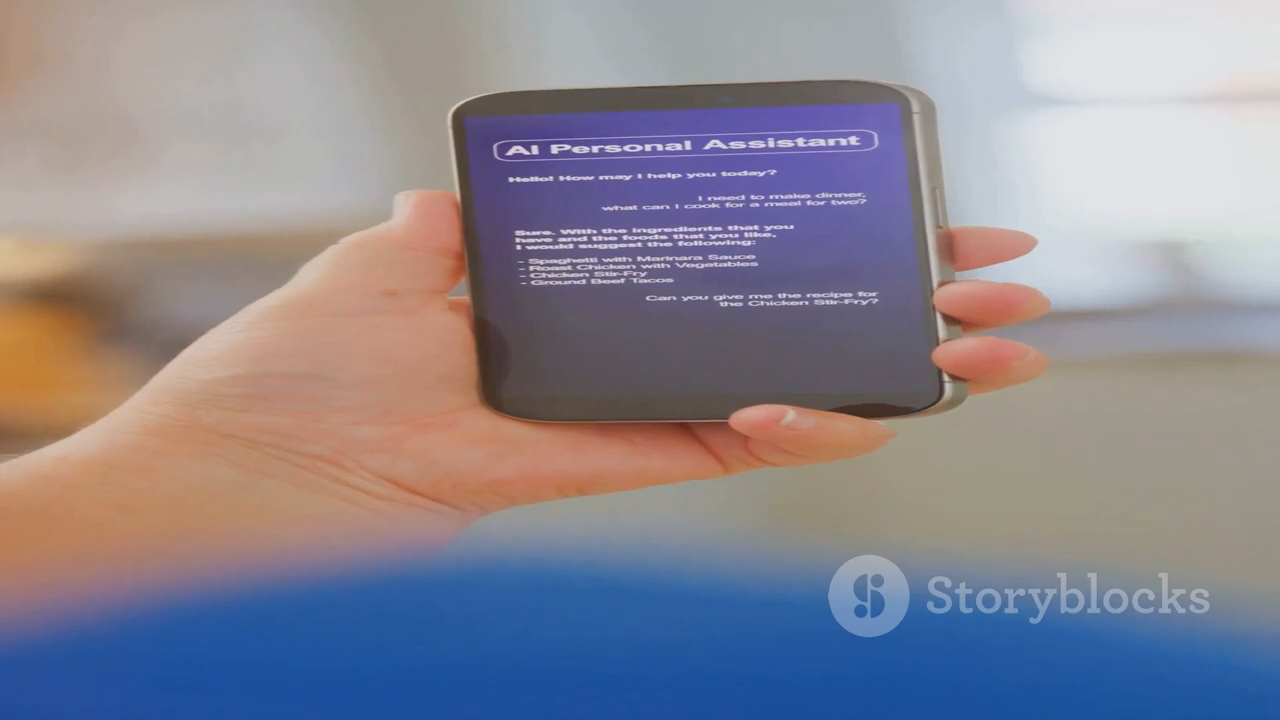 AI Personal Assistant
Hello! How may I help you today?
I need to make dinner,
what can I cook for a meal for two?
Sure. With the ingredients that you
have and the foods that you like,
I would suggest the following:
- Spaghetti with Marinara Sauce
- Roast Chicken with Vegetables
- Chicken Stir-Fry
- Ground Beef Tacos
Can you give me the recipe for
the Chicken Stir-Fry?
Storyblocks